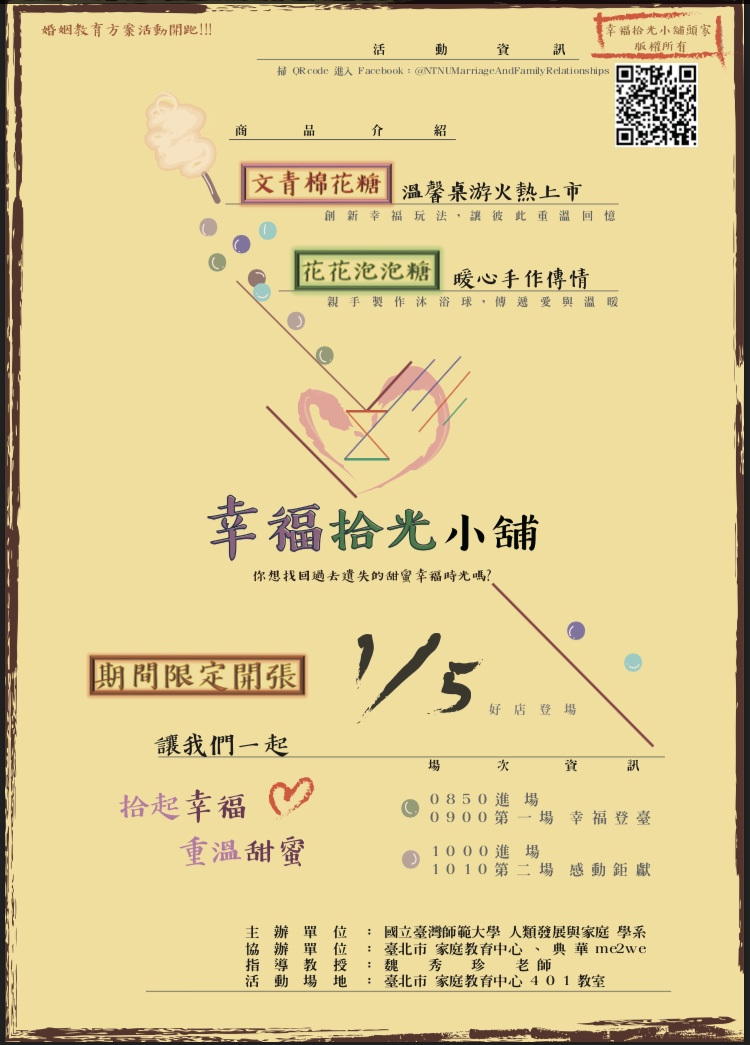 婚姻教育方案活動開跑!!!
幸福拾光小舖頭家
版權所有
活動資訊
掃 QRcode 進入 Facebook：@NTNUMarriageAndFamilyRelationships
商品介紹
文青棉花糖 溫馨桌游火熱上市
創新幸福玩法，讓彼此重溫回憶
花花泡泡糖 暖心手作傳情
親手製作沐浴球，傳遞愛與溫暖
幸福拾光小舖
你想找回過去遺失的甜蜜幸福時光嗎?
期間限定開張 1/5 好店登場
讓我們一起
拾起幸福
重溫甜蜜
場次資訊
0850進場
0900第一場 幸福登臺
1000進場
1010第二場 感動鉅獻
主辦單位：國立臺灣師範大學 人類發展與家庭 學系
協辦單位：臺北市 家庭教育中心 、 典 華 me2we
指導教授：魏秀珍 老師
活動場地：臺北市 家庭教育中心 401教室